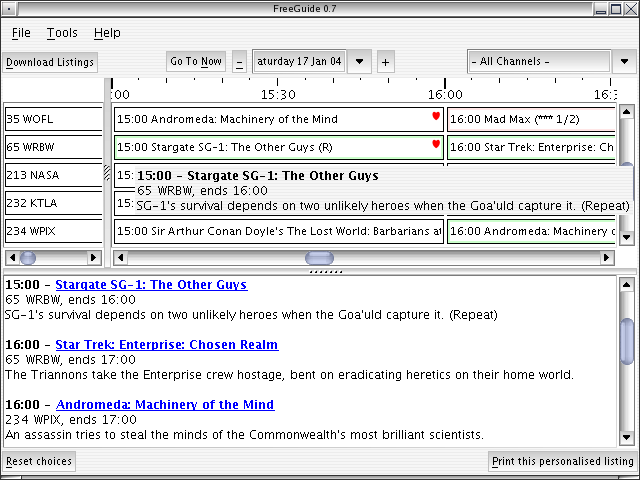 FreeGuide 0.7
File Tools Help
Download Listings Go To Now – aturday 17 Jan 04 + – All Channels –
:00 15:30 16:00 16:
35 WOFL 15:00 Andromeda: Machinery of the Mind 16:00 Mad Max (*** 1/2)
65 WRBW 15:00 Stargate SG-1: The Other Guys (R) 16:00 Star Trek: Enterprise: Ch
213 NASA 15:
15:00 – Stargate SG-1: The Other Guys
65 WRBW, ends 16:00
232 KTLA 15:
SG-1's survival depends on two unlikely heroes when the Goa'uld capture it. (Repeat)
234 WPIX 15:00 Sir Arthur Conan Doyle's The Lost World: Barbarians at 16:00 Andromeda: Machinery o
15:00 – Stargate SG-1: The Other Guys
65 WRBW, ends 16:00
SG-1's survival depends on two unlikely heroes when the Goa'uld capture it. (Repeat)
16:00 – Star Trek: Enterprise: Chosen Realm
65 WRBW, ends 17:00
The Triannons take the Enterprise crew hostage, bent on eradicating heretics on their home world.
16:00 – Andromeda: Machinery of the Mind
234 WPIX, ends 17:00
An assassin tries to steal the minds of the Commonwealth's most brilliant scientists.
Reset choices Print this personalised listing